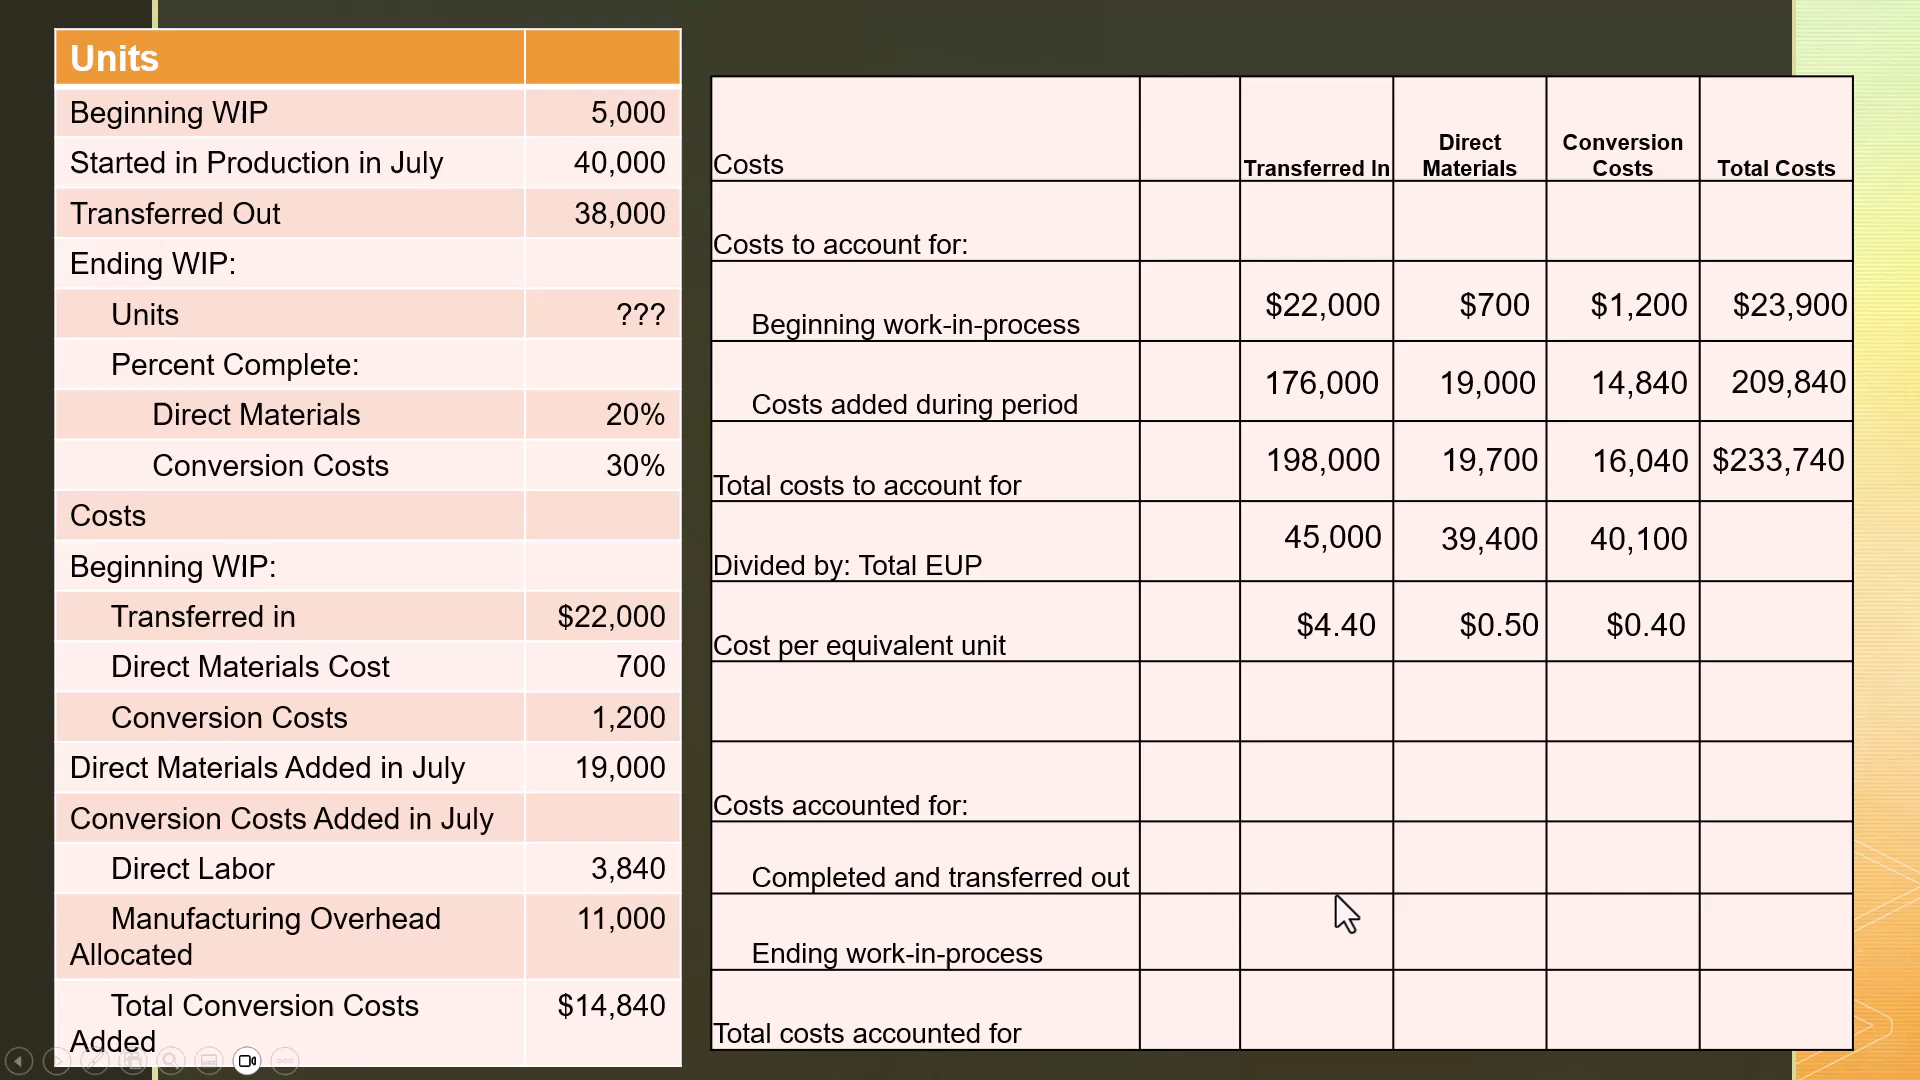 Units
Beginning WIP 5,000
Started in Production in July 40,000
Transferred Out 38,000
Ending WIP:
Units ???
Percent Complete:
Direct Materials 20%
Conversion Costs 30%
Costs
Beginning WIP:
Transferred in $22,000
Direct Materials Cost 700
Conversion Costs 1,200
Direct Materials Added in July 19,000
Conversion Costs Added in July
Direct Labor 3,840
Manufacturing Overhead 11,000
Allocated
Total Conversion Costs $14,840
Added
Direct Conversion
Costs Transferred In Materials Costs Total Costs
Costs to account for:
Beginning work-in-process $22,000 $700 $1,200 $23,900
Costs added during period 176,000 19,000 14,840 209,840
Total costs to account for 198,000 19,700 16,040 $233,740
Divided by: Total EUP 45,000 39,400 40,100
Cost per equivalent unit $4.40 $0.50 $0.40
Costs accounted for:
Completed and transferred out
Ending work-in-process
Total costs accounted for